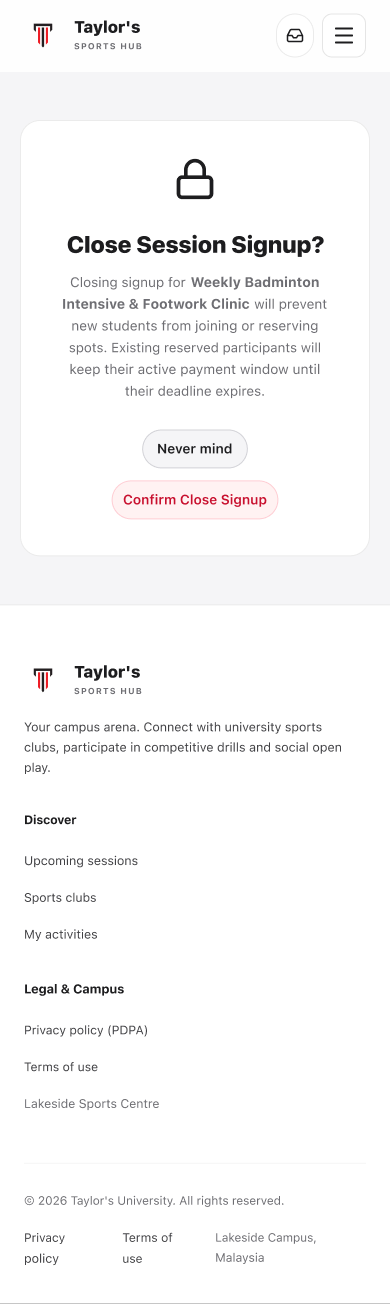 Taylor's
SPORTS HUB
Close Session Signup?
Closing signup for Weekly Badminton
Intensive & Footwork Clinic will prevent
new students from joining or reserving
spots. Existing reserved participants will
keep their active payment window until
their deadline expires.
Never mind
Confirm Close Signup
Taylor's
SPORTS HUB
Your campus arena. Connect with university sports
clubs, participate in competitive drills and social open
play.
Discover
Upcoming sessions
Sports clubs
My activities
Legal & Campus
Privacy policy (PDPA)
Terms of use
Lakeside Sports Centre
© 2026 Taylor's University. All rights reserved.
Privacy policy
Terms of use
Lakeside Campus, Malaysia